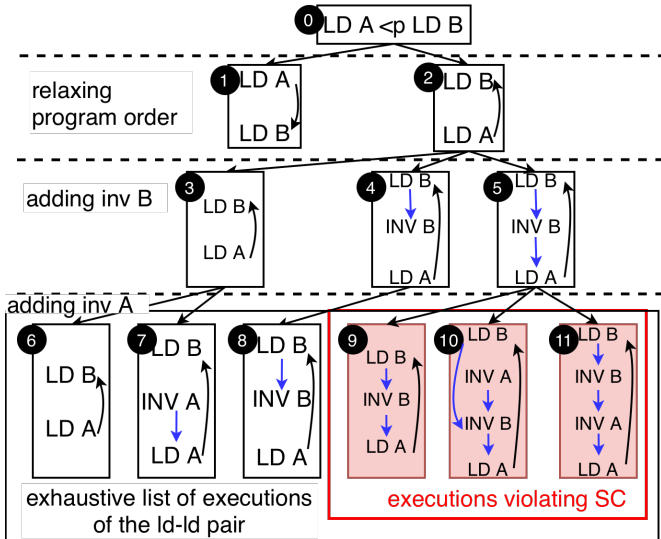 0
LD A <p LD B
relaxing
program order
1
LD A
LD B
2
LD B
LD A
adding inv B
3
LD B
LD A
4
LD B
INV B
LD A
5
LD B
INV B
LD A
adding inv A
6
LD B
LD A
7
LD B
INV A
LD A
8
LD B
INV B
LD A
9
LD B
INV B
LD A
10
LD B
INV A
INV B
LD A
11
LD B
INV B
INV A
LD A
exhaustive list of executions
of the ld-ld pair
executions violating SC